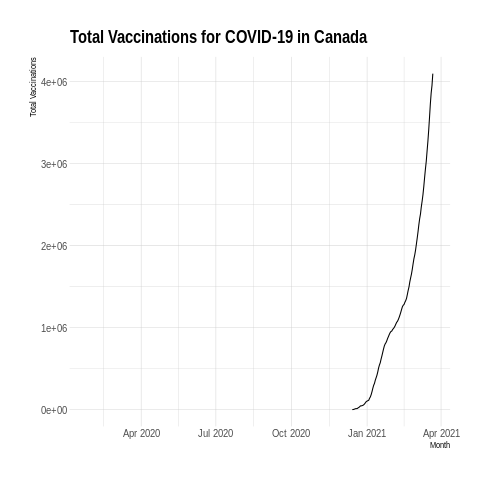 Total Vaccinations for COVID-19 in Canada
Total Vaccinations
4e+06
3e+06
2e+06
1e+06
0e+00
Apr 2020 Jul 2020 Oct 2020 Jan 2021 Apr 2021
Month